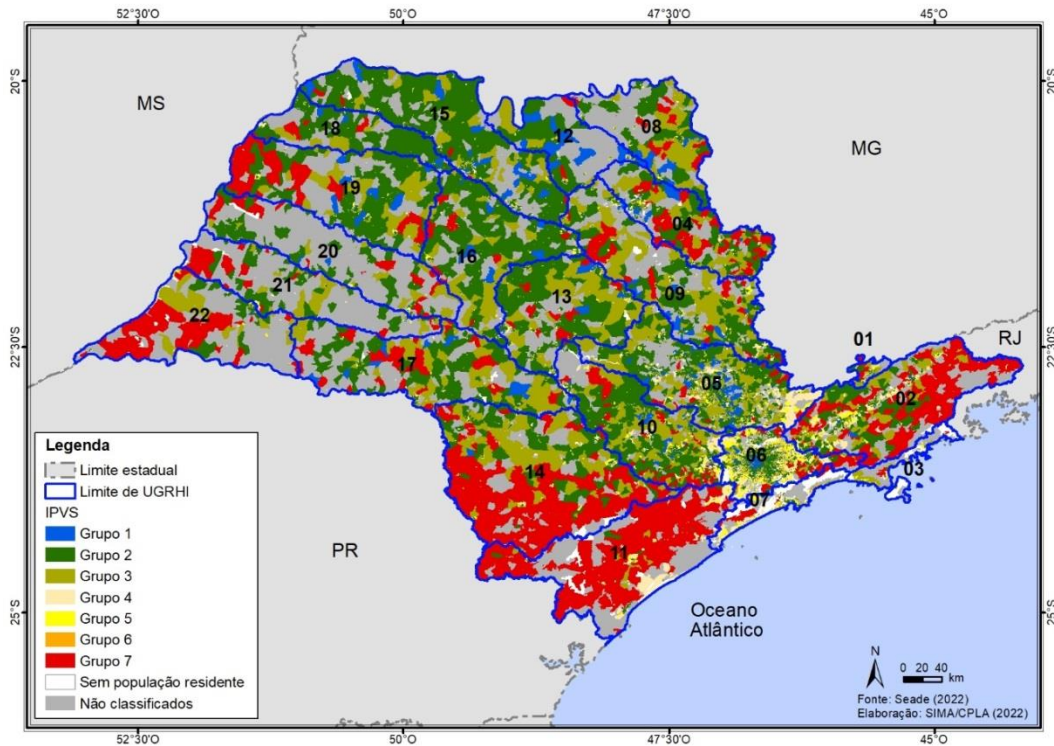 52°30'O 50°O 47°30'O 45°O
20°S 20°S
MS
MG
15
18
12
08
19
04
20
16
21
13
09
22
22°30'S 22°30'S
01
RJ
17
05
02
10
06
03
14
07
11
PR
25°S 25°S
Oceano
Atlântico
Legenda
Limite estadual
Limite de UGRHI
IPVS
Grupo 1
Grupo 2
Grupo 3
Grupo 4
Grupo 5
Grupo 6
Grupo 7
Sem população residente
Não classificados
N
0 20 40
km
Fonte: Seade (2022)
Elaboração: SIMA/CPLA (2022)
52°30'O 50°O 47°30'O 45°O